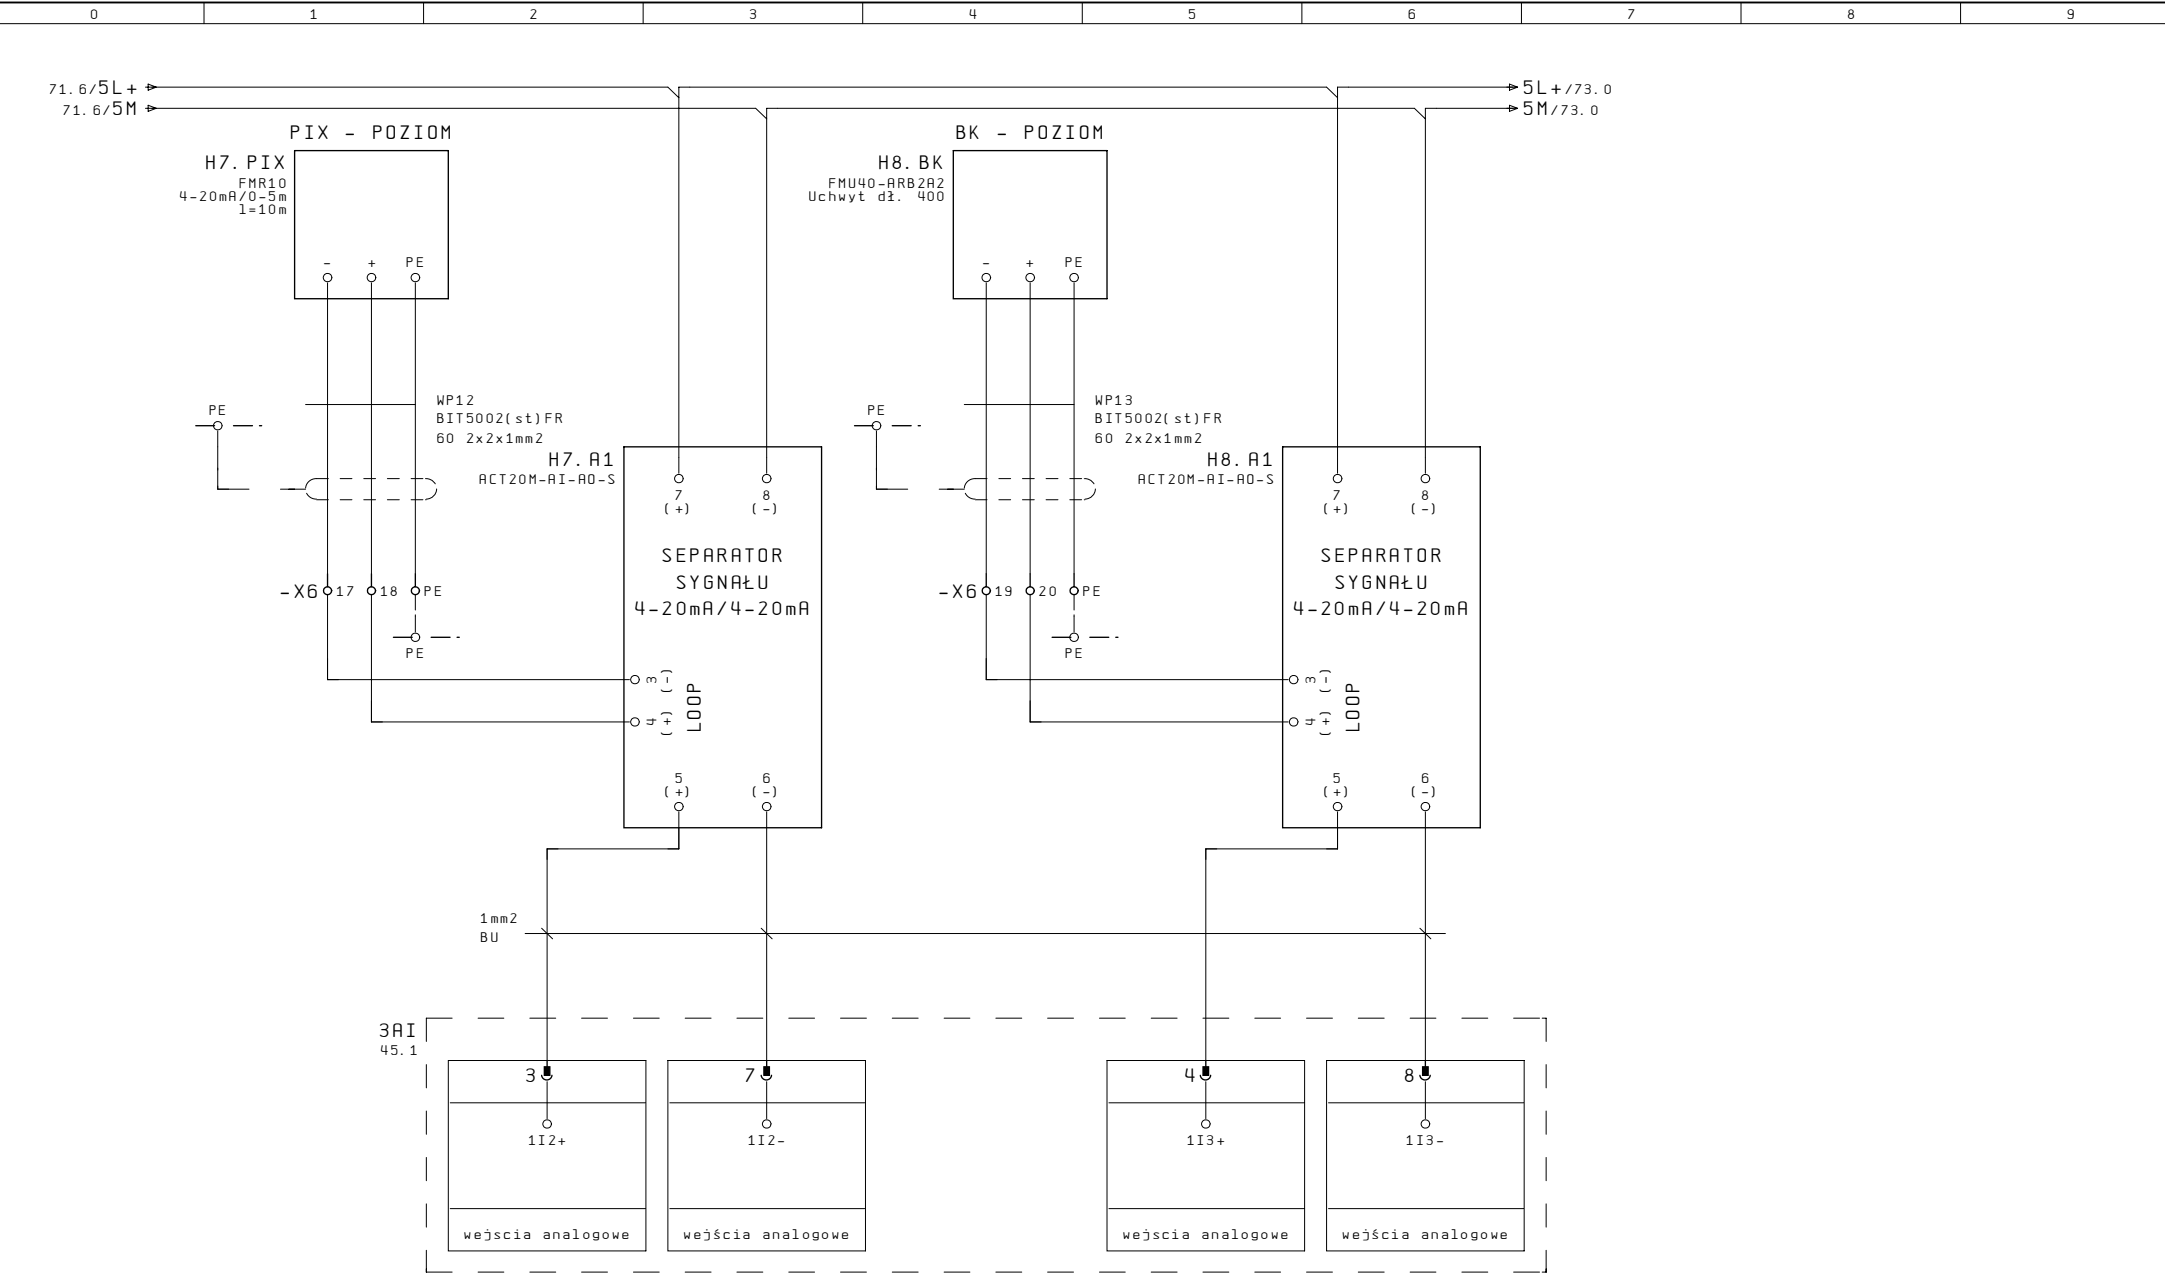 0 1 2 3 4 5 6 7 8 9
71.6/5L+ 5L+/73.0
71.6/5M 5M/73.0
PIX - POZIOM
H7.PIX
FMR10
4-20mA/0-5m
l=10m
- + PE
BK - POZIOM
H8.BK
FMU40-ARB2A2
Uchwyt dł. 400
- + PE
PE
WP12
BIT5002(st)FR
60 2x2x1mm2
H7.A1
ACT20M-AI-AO-S
7 8
(+) (-)
SEPARATOR
SYGNAŁU
4-20mA/4-20mA
-X6 17 18 PE
PE
3 (-)
4 (+)
LOOP
5 6
(+) (-)
PE
WP13
BIT5002(st)FR
60 2x2x1mm2
H8.A1
ACT20M-AI-AO-S
7 8
(+) (-)
SEPARATOR
SYGNAŁU
4-20mA/4-20mA
-X6 19 20 PE
PE
3 (-)
4 (+)
LOOP
5 6
(+) (-)
1mm2
BU
3AI
45.1
3 7 4 8
1I2+ 1I2- 1I3+ 1I3-
wejscia analogowe wejścia analogowe wejscia analogowe wejścia analogowe